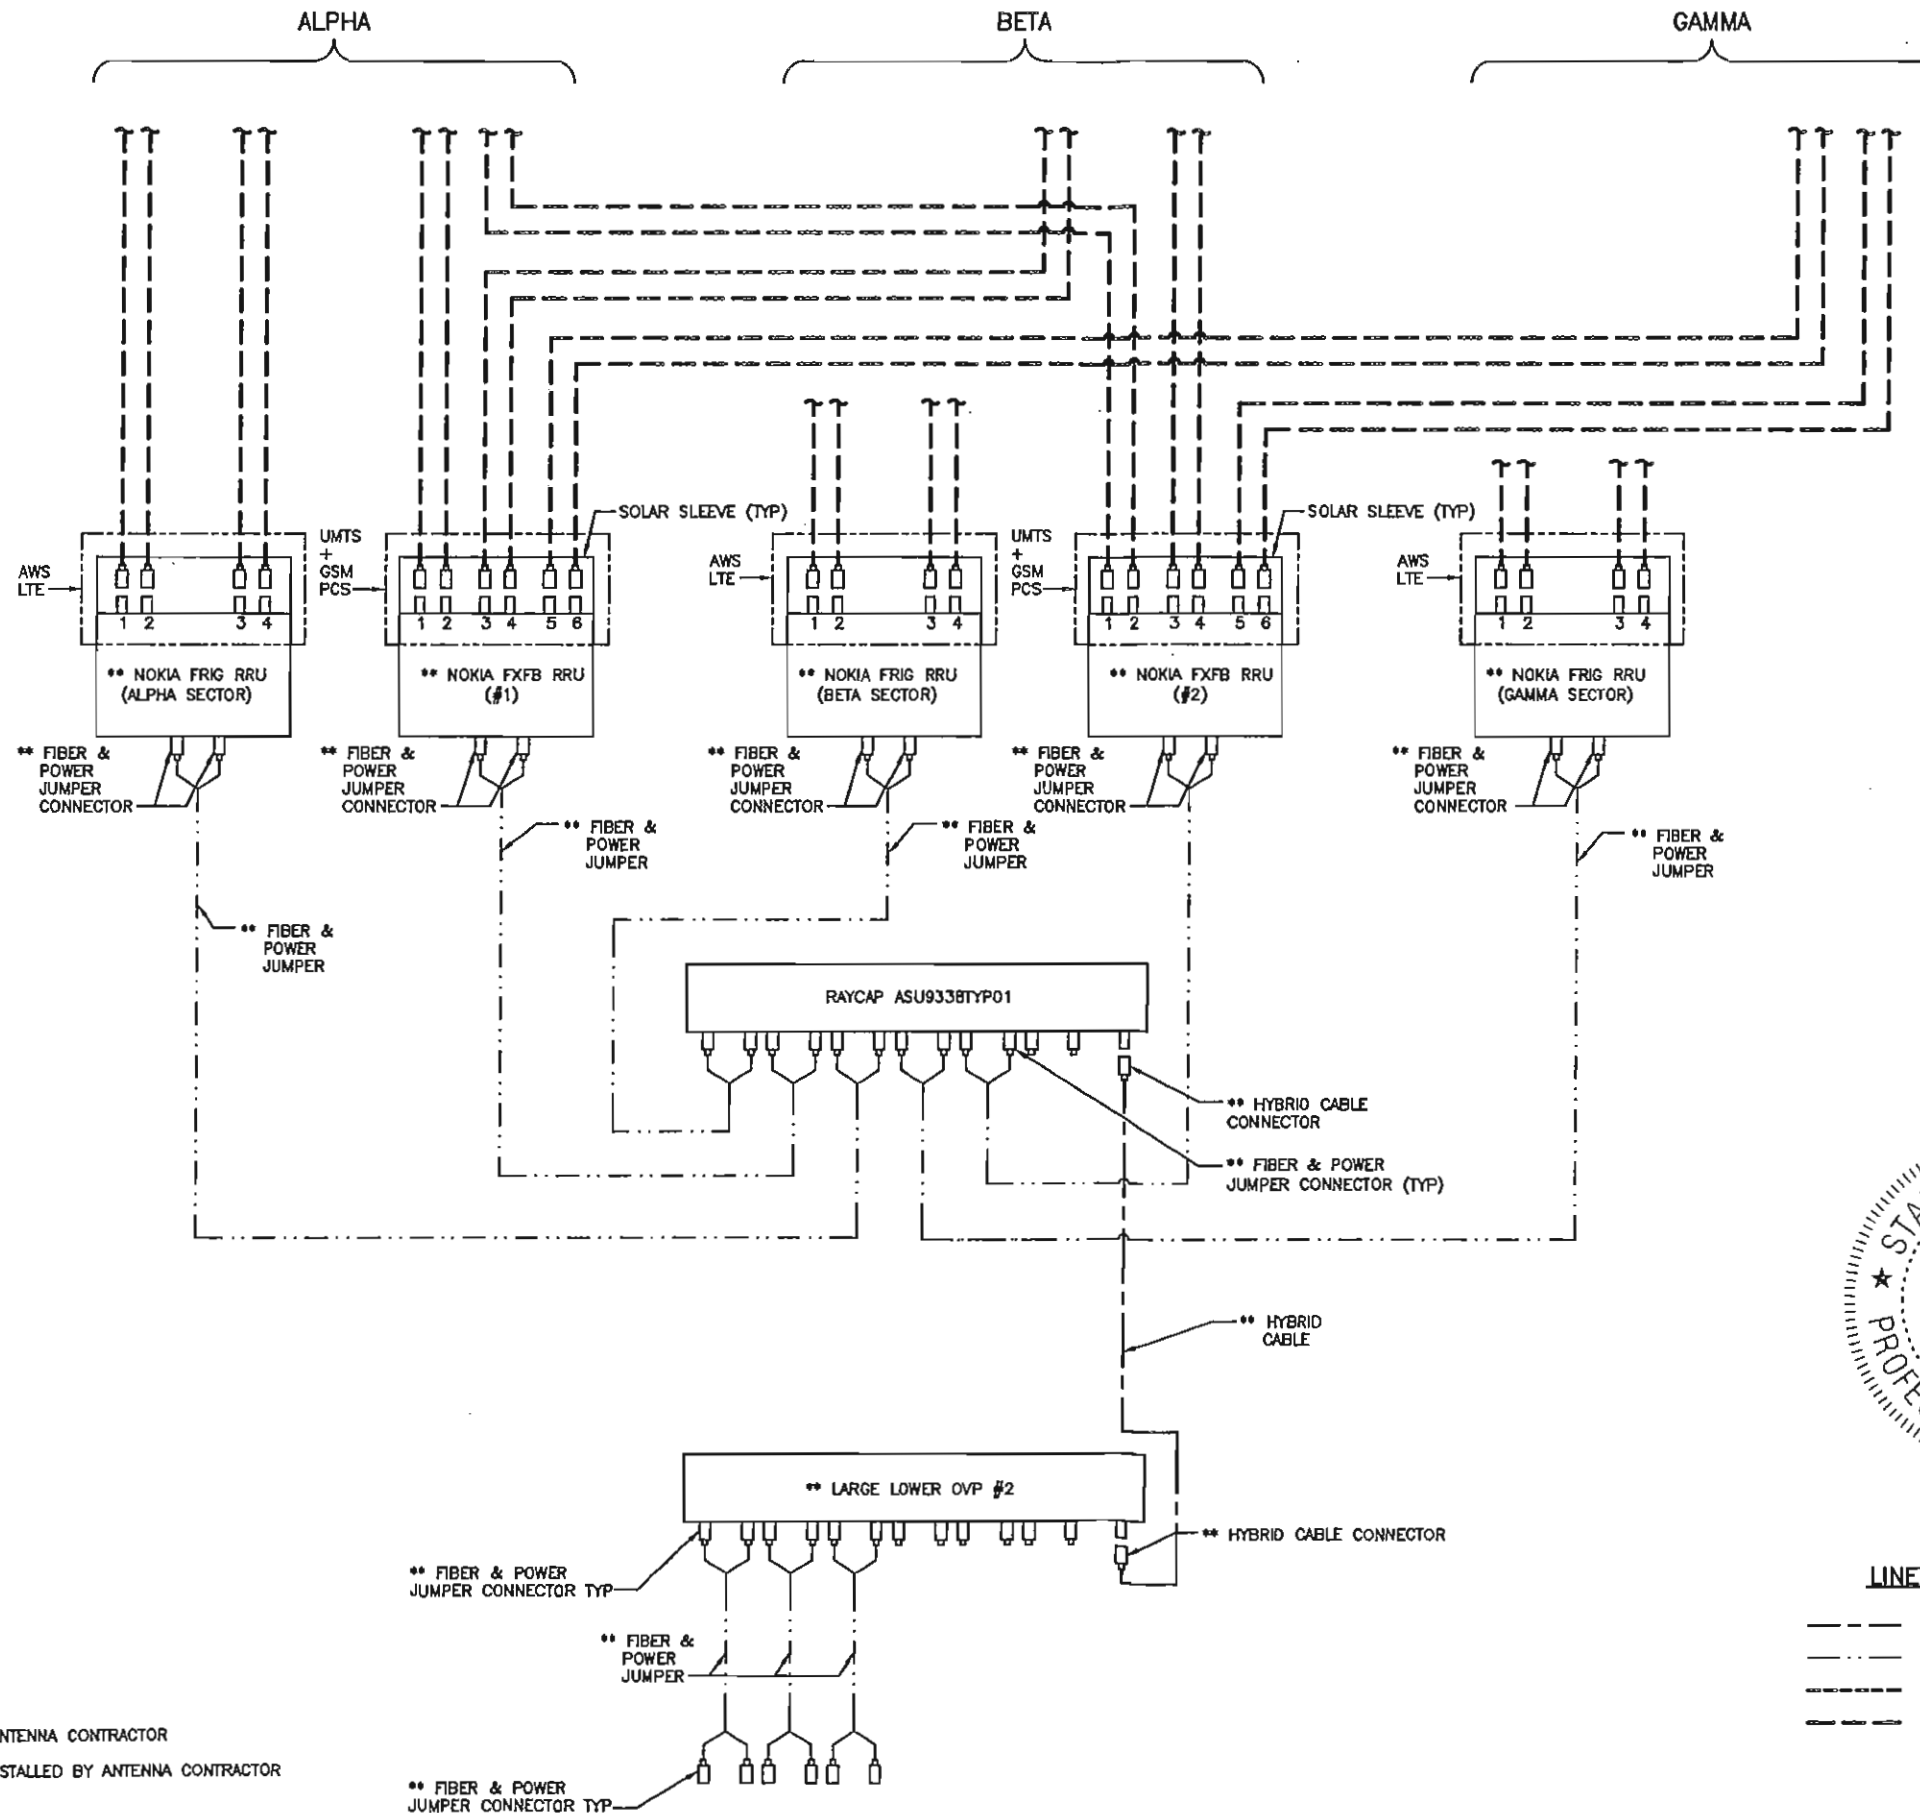 ALPHA
BETA
GAMMA
SOLAR SLEEVE (TYP)
SOLAR SLEEVE (TYP)
AWS
LTE
UMTS
+
GSM
PCS
AWS
LTE
UMTS
+
GSM
PCS
AWS
LTE
1 2 3 4
1 2 3 4 5 6
1 2 3 4
1 2 3 4 5 6
1 2 3 4
** NOKIA FRIG RRU
(ALPHA SECTOR)
** NOKIA FXFB RRU
(#1)
** NOKIA FRIG RRU
(BETA SECTOR)
** NOKIA FXFB RRU
(#2)
** NOKIA FRIG RRU
(GAMMA SECTOR)
** FIBER &
POWER
JUMPER
CONNECTOR
** FIBER &
POWER
JUMPER
CONNECTOR
** FIBER &
POWER
JUMPER
CONNECTOR
** FIBER &
POWER
JUMPER
CONNECTOR
** FIBER &
POWER
JUMPER
CONNECTOR
** FIBER &
POWER
JUMPER
** FIBER &
POWER
JUMPER
** FIBER &
POWER
JUMPER
** FIBER &
POWER
JUMPER
RAYCAP ASU9338TYP01
** HYBRID CABLE
CONNECTOR
** FIBER & POWER
JUMPER CONNECTOR (TYP)
STA
PROFE
** HYBRID
CABLE
** LARGE LOWER OVP #2
** HYBRID CABLE CONNECTOR
** FIBER & POWER
JUMPER CONNECTOR TYP
LINE
** FIBER &
POWER
JUMPER
NTENNA CONTRACTOR
STALLED BY ANTENNA CONTRACTOR
** FIBER & POWER
JUMPER CONNECTOR TYP